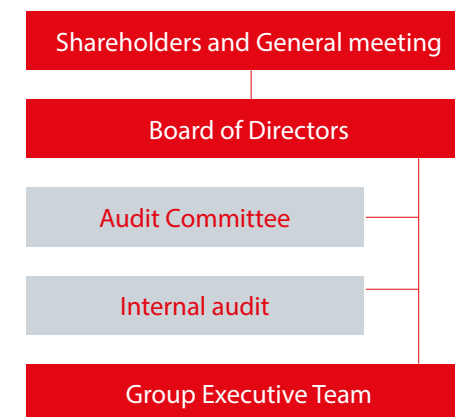 Shareholders and General meeting
Board of Directors
Audit Committee
Internal audit
Group Executive Team